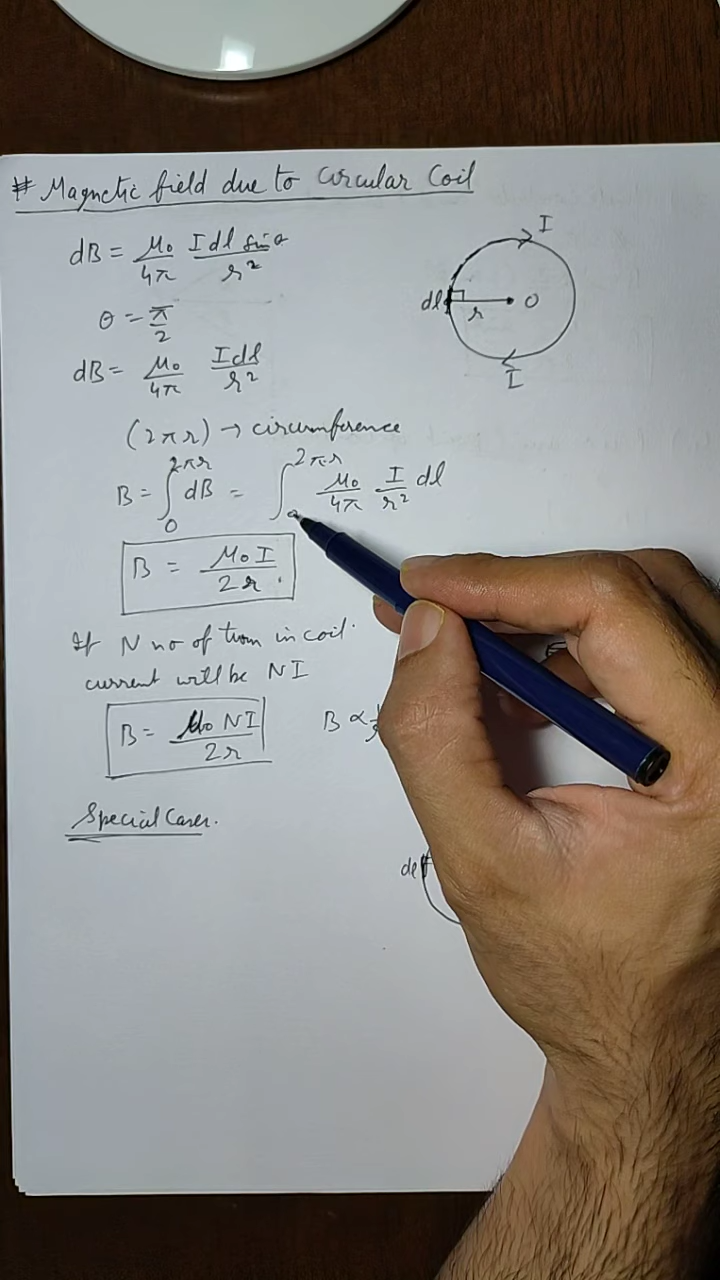 # Magnetic field due to Circular Coil
dB = μ₀/4π Idl sinθ/r²
θ = π/2
dB = μ₀/4π Idl/r²
(2πr) → circumference
B = ∫₀^2πr dB = ∫₀^2πr μ₀/4π I/r² dl
B = μ₀I/2r.
If N no of turn in coil.
current will be NI
B = μ₀NI/2r
B ∝
Special Cases.
I
dl
r
O
I
dl